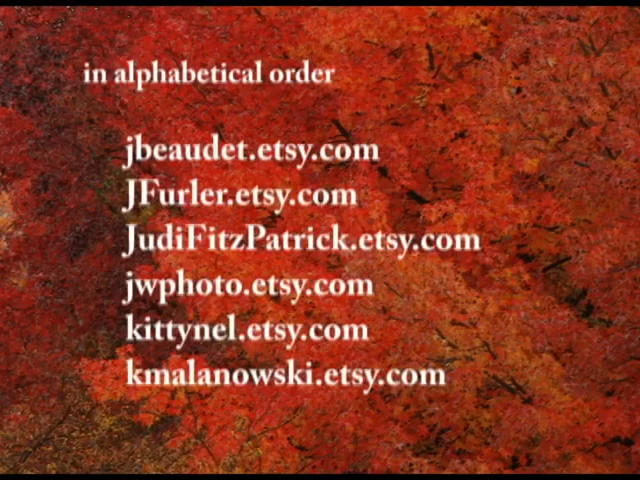 in alphabetical order
jbeaudet.etsy.com
JFurler.etsy.com
JudiFitzPatrick.etsy.com
jwphoto.etsy.com
kittynel.etsy.com
kmalanowski.etsy.com